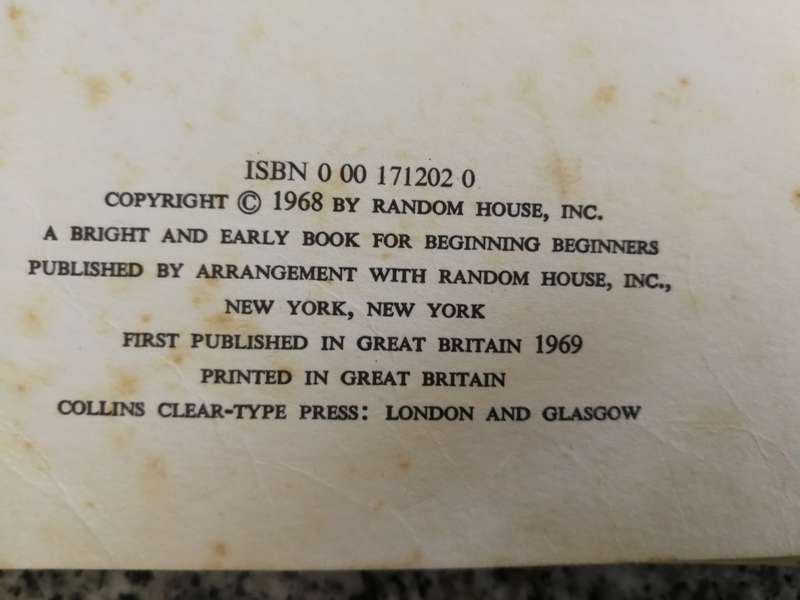 ISBN 0 00 171202 0
COPYRIGHT © 1968 BY RANDOM HOUSE, INC.
A BRIGHT AND EARLY BOOK FOR BEGINNING BEGINNERS
PUBLISHED BY ARRANGEMENT WITH RANDOM HOUSE, INC.,
NEW YORK, NEW YORK
FIRST PUBLISHED IN GREAT BRITAIN 1969
PRINTED IN GREAT BRITAIN
COLLINS CLEAR-TYPE PRESS: LONDON AND GLASGOW